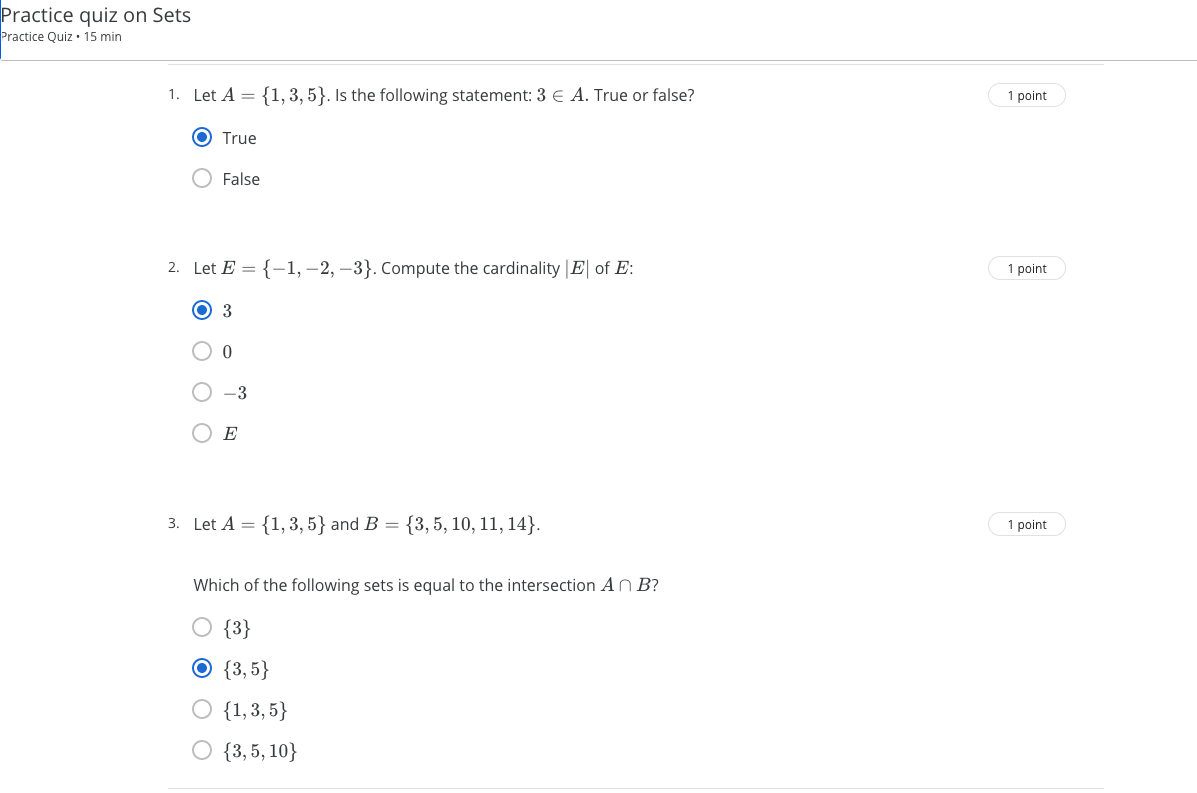 Practice quiz on Sets
Practice Quiz • 15 min
1. Let A = {1, 3, 5}. Is the following statement: 3 ∈ A. True or false? 1 point
True
False
2. Let E = {−1, −2, −3}. Compute the cardinality |E| of E: 1 point
3
0
−3
E
3. Let A = {1, 3, 5} and B = {3, 5, 10, 11, 14}. 1 point
Which of the following sets is equal to the intersection A ∩ B?
{3}
{3, 5}
{1, 3, 5}
{3, 5, 10}